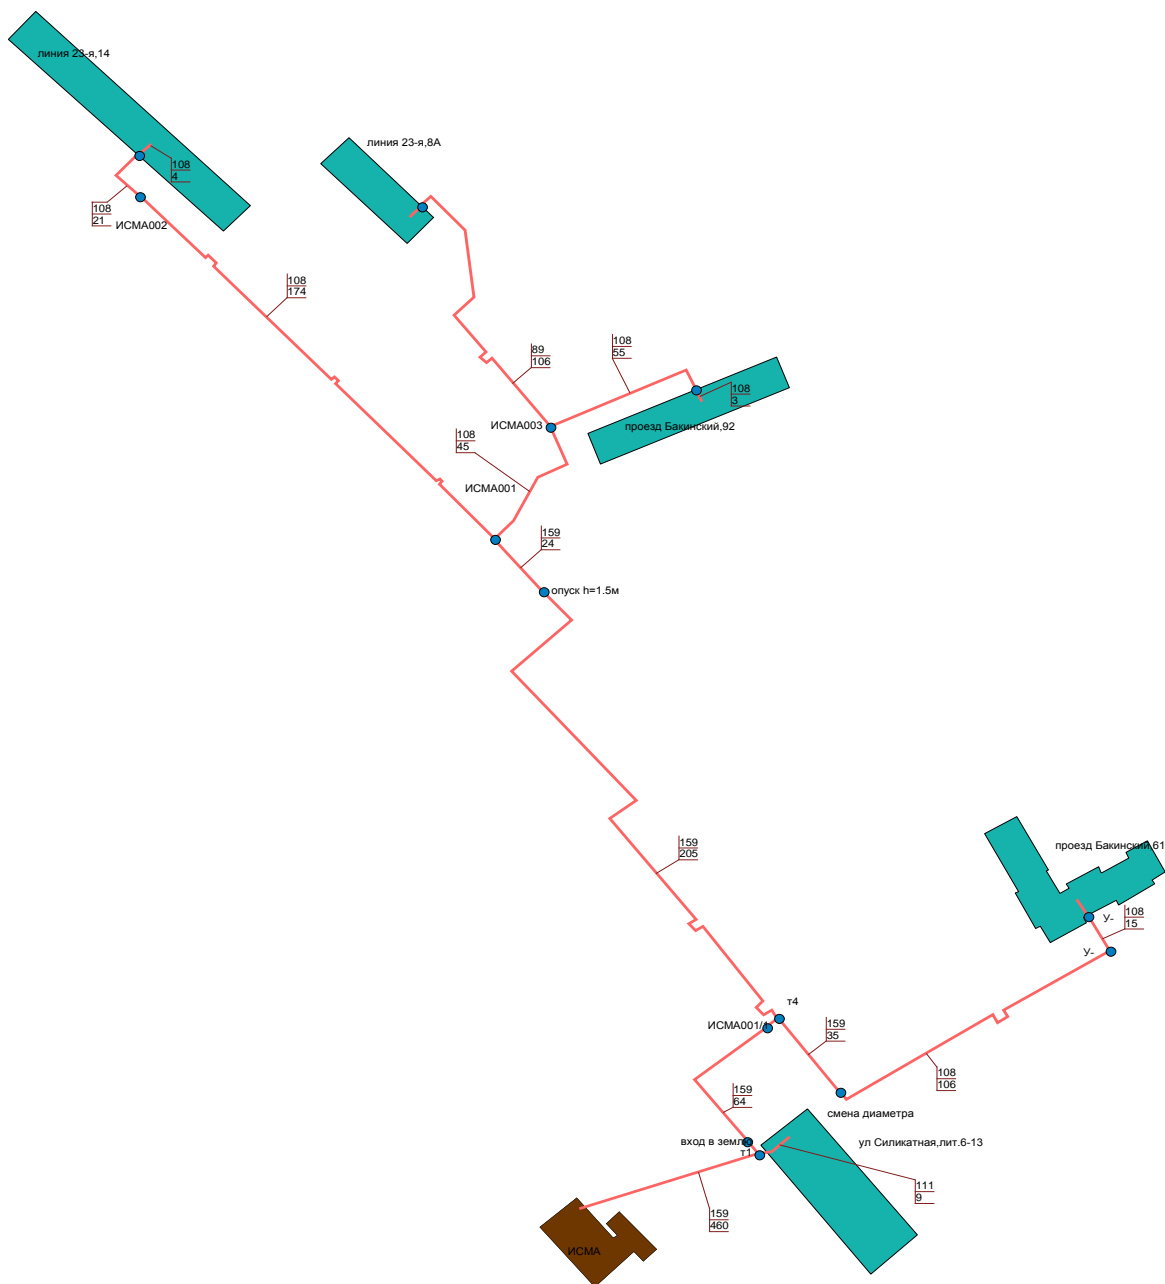 линия 23-я,14
линия 23-я,8А
108
4
108
21
ИСМА002
108
174
89
106
108
55
108
3
проезд Бакинский,92
ИСМА003
108
45
ИСМА001
159
24
опуск h=1.5м
159
205
проезд Бакинский,61
У-
108
15
У-
т4
ИСМА001/1
159
35
108
106
159
64
смена диаметра
вход в землю
т1
ул Силикатная,лит.6-13
111
9
159
460
ИСМА